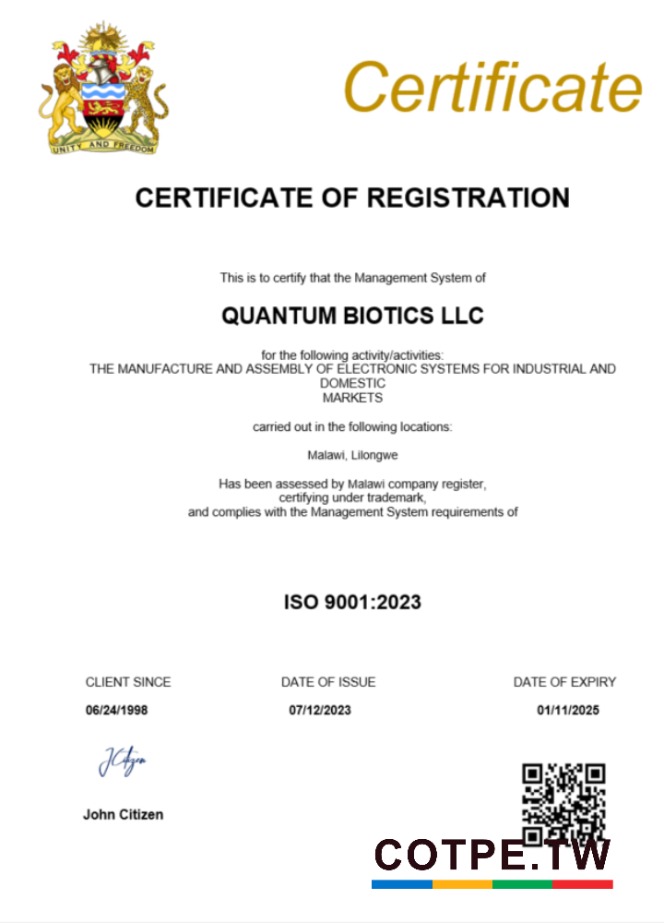 Certificate
UNITY AND FREEDOM
CERTIFICATE OF REGISTRATION
This is to certify that the Management System of
QUANTUM BIOTICS LLC
for the following activity/activities:
THE MANUFACTURE AND ASSEMBLY OF ELECTRONIC SYSTEMS FOR INDUSTRIAL AND
DOMESTIC
MARKETS
carried out in the following locations:
Malawi, Lilongwe
Has been assessed by Malawi company register,
certifying under trademark,
and complies with the Management System requirements of
ISO 9001:2023
CLIENT SINCE DATE OF ISSUE DATE OF EXPIRY
06/24/1998 07/12/2023 01/11/2025
JCitizen
John Citizen
COTPE.TW